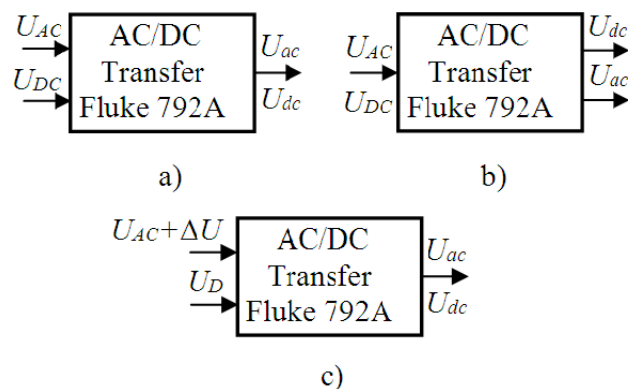 U_AC
U_DC
AC/DC
Transfer
Fluke 792A
U_ac
U_dc
a)
U_AC
U_DC
AC/DC
Transfer
Fluke 792A
U_dc
U_ac
b)
U_AC+ΔU
U_D
AC/DC
Transfer
Fluke 792A
U_ac
U_dc
c)